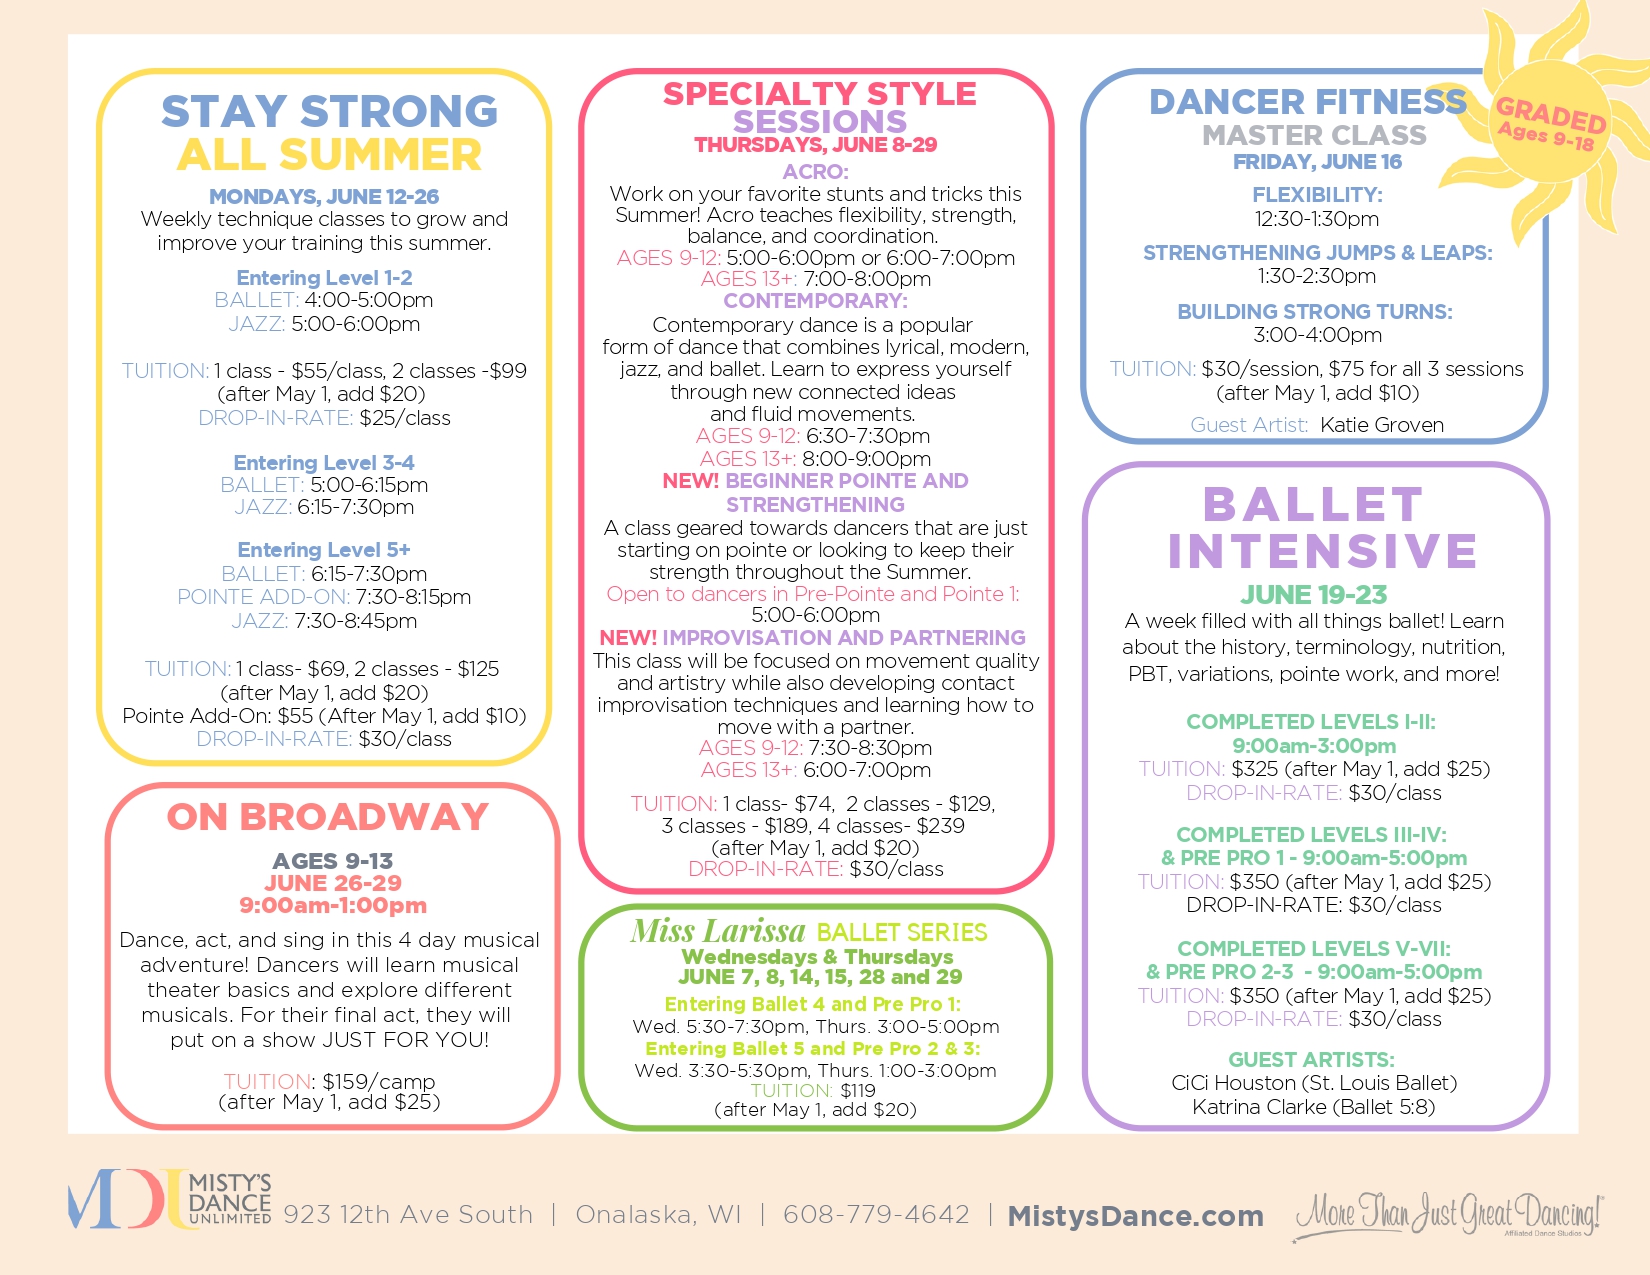 STAY STRONG
ALL SUMMER
MONDAYS, JUNE 12-26
Weekly technique classes to grow and
improve your training this summer.
Entering Level 1-2
BALLET: 4:00-5:00pm
JAZZ: 5:00-6:00pm
TUITION: 1 class - $55/class, 2 classes -$99
(after May 1, add $20)
DROP-IN-RATE: $25/class
Entering Level 3-4
BALLET: 5:00-6:15pm
JAZZ: 6:15-7:30pm
Entering Level 5+
BALLET: 6:15-7:30pm
POINTE ADD-ON: 7:30-8:15pm
JAZZ: 7:30-8:45pm
TUITION: 1 class- $69, 2 classes - $125
(after May 1, add $20)
Pointe Add-On: $55 (After May 1, add $10)
DROP-IN-RATE: $30/class
ON BROADWAY
AGES 9-13
JUNE 26-29
9:00am-1:00pm
Dance, act, and sing in this 4 day musical
adventure! Dancers will learn musical
theater basics and explore different
musicals. For their final act, they will
put on a show JUST FOR YOU!
TUITION: $159/camp
(after May 1, add $25)
SPECIALTY STYLE
SESSIONS
THURSDAYS, JUNE 8-29
ACRO:
Work on your favorite stunts and tricks this
Summer! Acro teaches flexibility, strength,
balance, and coordination.
AGES 9-12: 5:00-6:00pm or 6:00-7:00pm
AGES 13+: 7:00-8:00pm
CONTEMPORARY:
Contemporary dance is a popular
form of dance that combines lyrical, modern,
jazz, and ballet. Learn to express yourself
through new connected ideas
and fluid movements.
AGES 9-12: 6:30-7:30pm
AGES 13+: 8:00-9:00pm
NEW! BEGINNER POINTE AND
STRENGTHENING
A class geared towards dancers that are just
starting on pointe or looking to keep their
strength throughout the Summer.
Open to dancers in Pre-Pointe and Pointe 1:
5:00-6:00pm
NEW! IMPROVISATION AND PARTNERING
This class will be focused on movement quality
and artistry while also developing contact
improvisation techniques and learning how to
move with a partner.
AGES 9-12: 7:30-8:30pm
AGES 13+: 6:00-7:00pm
TUITION: 1 class- $74, 2 classes - $129,
3 classes - $189, 4 classes- $239
(after May 1, add $20)
DROP-IN-RATE: $30/class
Miss Larissa BALLET SERIES
Wednesdays & Thursdays
JUNE 7, 8, 14, 15, 28 and 29
Entering Ballet 4 and Pre Pro 1:
Wed. 5:30-7:30pm, Thurs. 3:00-5:00pm
Entering Ballet 5 and Pre Pro 2 & 3:
Wed. 3:30-5:30pm, Thurs. 1:00-3:00pm
TUITION: $119
(after May 1, add $20)
GRADED
Ages 9-18
DANCER FITNESS
MASTER CLASS
FRIDAY, JUNE 16
FLEXIBILITY:
12:30-1:30pm
STRENGTHENING JUMPS & LEAPS:
1:30-2:30pm
BUILDING STRONG TURNS:
3:00-4:00pm
TUITION: $30/session, $75 for all 3 sessions
(after May 1, add $10)
Guest Artist: Katie Groven
BALLET
INTENSIVE
JUNE 19-23
A week filled with all things ballet! Learn
about the history, terminology, nutrition,
PBT, variations, pointe work, and more!
COMPLETED LEVELS I-II:
9:00am-3:00pm
TUITION: $325 (after May 1, add $25)
DROP-IN-RATE: $30/class
COMPLETED LEVELS III-IV:
& PRE PRO 1 - 9:00am-5:00pm
TUITION: $350 (after May 1, add $25)
DROP-IN-RATE: $30/class
COMPLETED LEVELS V-VII:
& PRE PRO 2-3 - 9:00am-5:00pm
TUITION: $350 (after May 1, add $25)
DROP-IN-RATE: $30/class
GUEST ARTISTS:
CiCi Houston (St. Louis Ballet)
Katrina Clarke (Ballet 5:8)
MDU MISTY'S
DANCE
UNLIMITED
923 12th Ave South | Onalaska, WI | 608-779-4642 | MistysDance.com
More Than Just Great Dancing!®
Affiliated Dance Studios